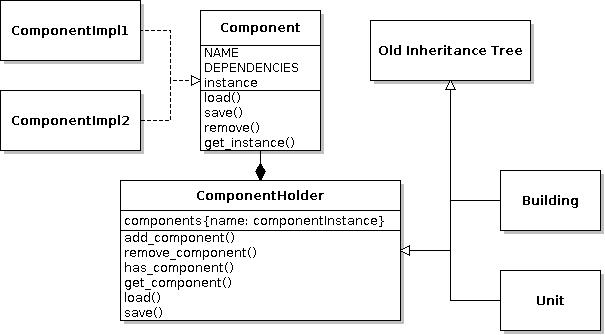 ComponentImpl1
ComponentImpl2
Component
NAME
DEPENDENCIES
instance
load()
save()
remove()
get_instance()
Old Inheritance Tree
ComponentHolder
components{name: componentInstance}
add_component()
remove_component()
has_component()
get_component()
load()
save()
Building
Unit